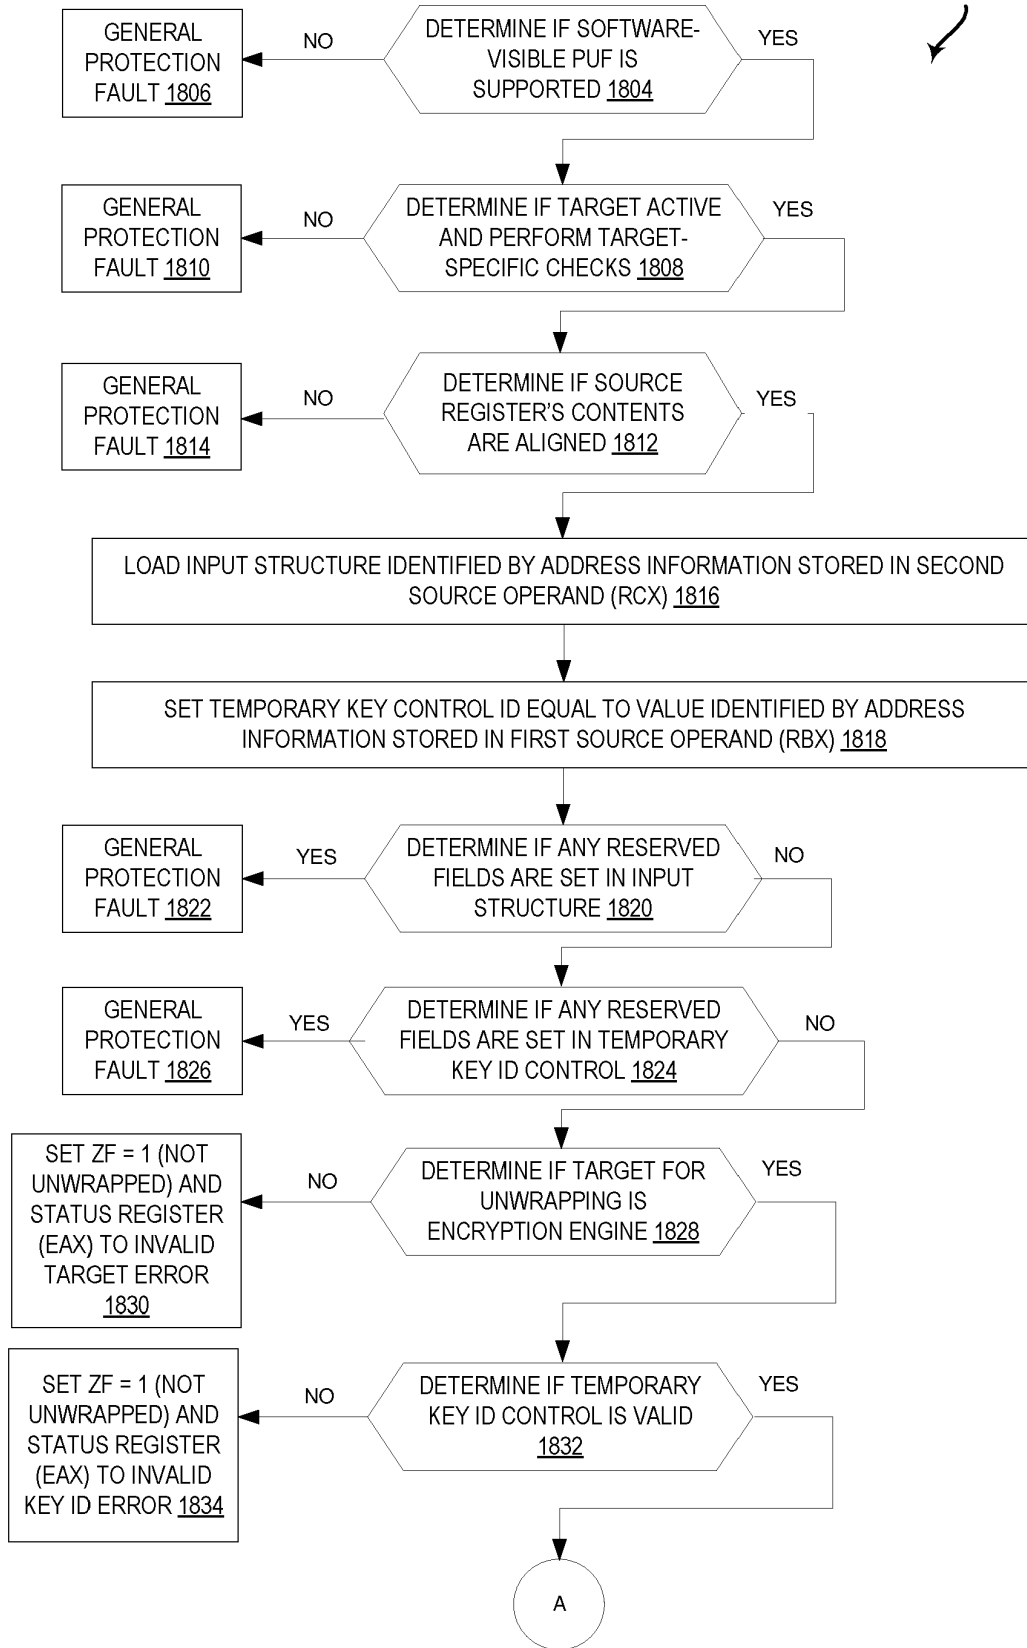 GENERAL
PROTECTION
FAULT 1806
NO
DETERMINE IF SOFTWARE-
VISIBLE PUF IS
SUPPORTED 1804
YES
GENERAL
PROTECTION
FAULT 1810
NO
DETERMINE IF TARGET ACTIVE
AND PERFORM TARGET-
SPECIFIC CHECKS 1808
YES
GENERAL
PROTECTION
FAULT 1814
NO
DETERMINE IF SOURCE
REGISTER'S CONTENTS
ARE ALIGNED 1812
YES
LOAD INPUT STRUCTURE IDENTIFIED BY ADDRESS INFORMATION STORED IN SECOND
SOURCE OPERAND (RCX) 1816
SET TEMPORARY KEY CONTROL ID EQUAL TO VALUE IDENTIFIED BY ADDRESS
INFORMATION STORED IN FIRST SOURCE OPERAND (RBX) 1818
GENERAL
PROTECTION
FAULT 1822
YES
DETERMINE IF ANY RESERVED
FIELDS ARE SET IN INPUT
STRUCTURE 1820
NO
GENERAL
PROTECTION
FAULT 1826
YES
DETERMINE IF ANY RESERVED
FIELDS ARE SET IN TEMPORARY
KEY ID CONTROL 1824
NO
SET ZF = 1 (NOT
UNWRAPPED) AND
STATUS REGISTER
(EAX) TO INVALID
TARGET ERROR
1830
NO
DETERMINE IF TARGET FOR
UNWRAPPING IS
ENCRYPTION ENGINE 1828
YES
SET ZF = 1 (NOT
UNWRAPPED) AND
STATUS REGISTER
(EAX) TO INVALID
KEY ID ERROR 1834
NO
DETERMINE IF TEMPORARY
KEY ID CONTROL IS VALID
1832
YES
A